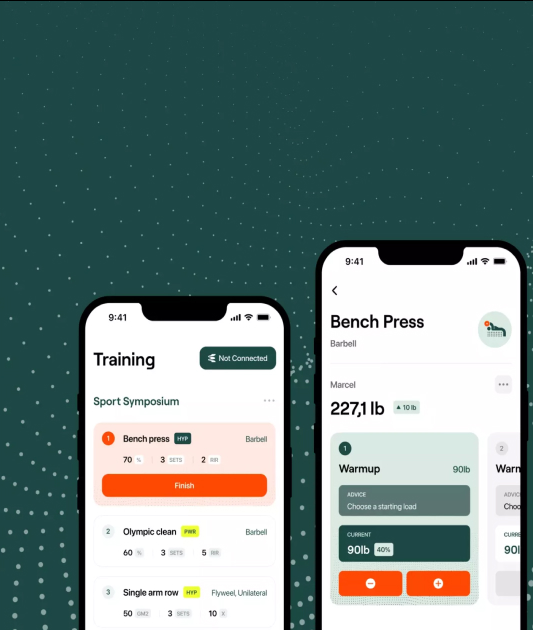 9:41
Training
Not Connected
Sport Symposium
1 Bench press HYP Barbell
70 % 3 SETS 2 RIR
Finish
2 Olympic clean PWR Barbell
60 % 3 SETS 5 RIR
3 Single arm row HYP Flyweel, Unilateral
50 GM2 3 SETS 10 X
9:41
Bench Press
Barbell
Marcel
227,1 lb 10 lb
1
Warmup 90lb
ADVICE
Choose a starting load
CURRENT
90lb 40%
2
Warn
ADVIC
Choo
CURRE
90l